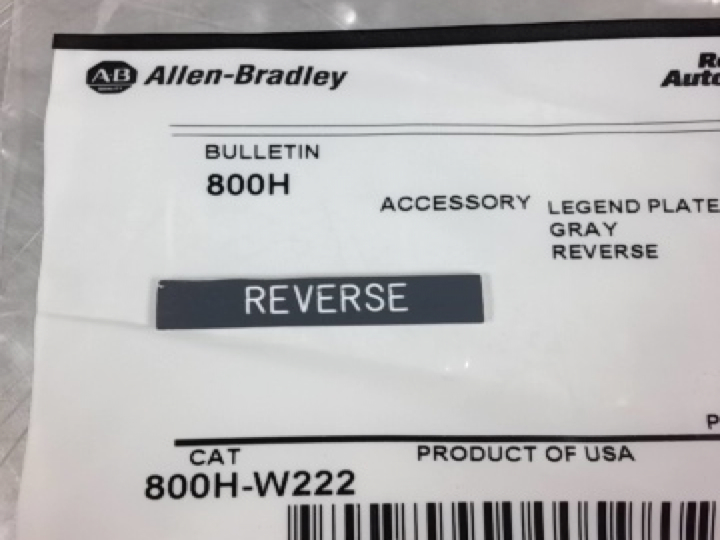 AB Allen-Bradley
BULLETIN
800H
ACCESSORY LEGEND PLATE
GRAY
REVERSE
REVERSE
CAT PRODUCT OF USA
800H-W222